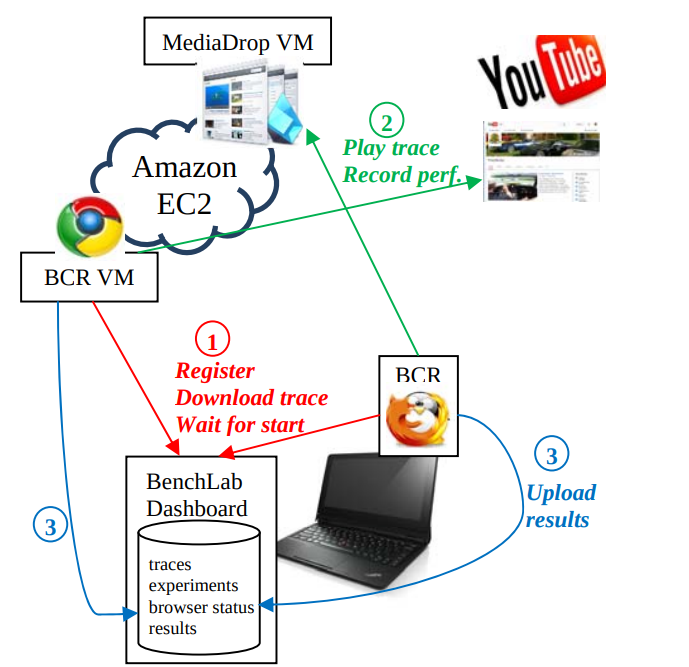 MediaDrop VM
YouTube
2
Play trace
Record perf.
Amazon
EC2
BCR VM
1
Register
Download trace
Wait for start
BCR
3
Upload
results
BenchLab
Dashboard
3
traces
experiments
browser status
results